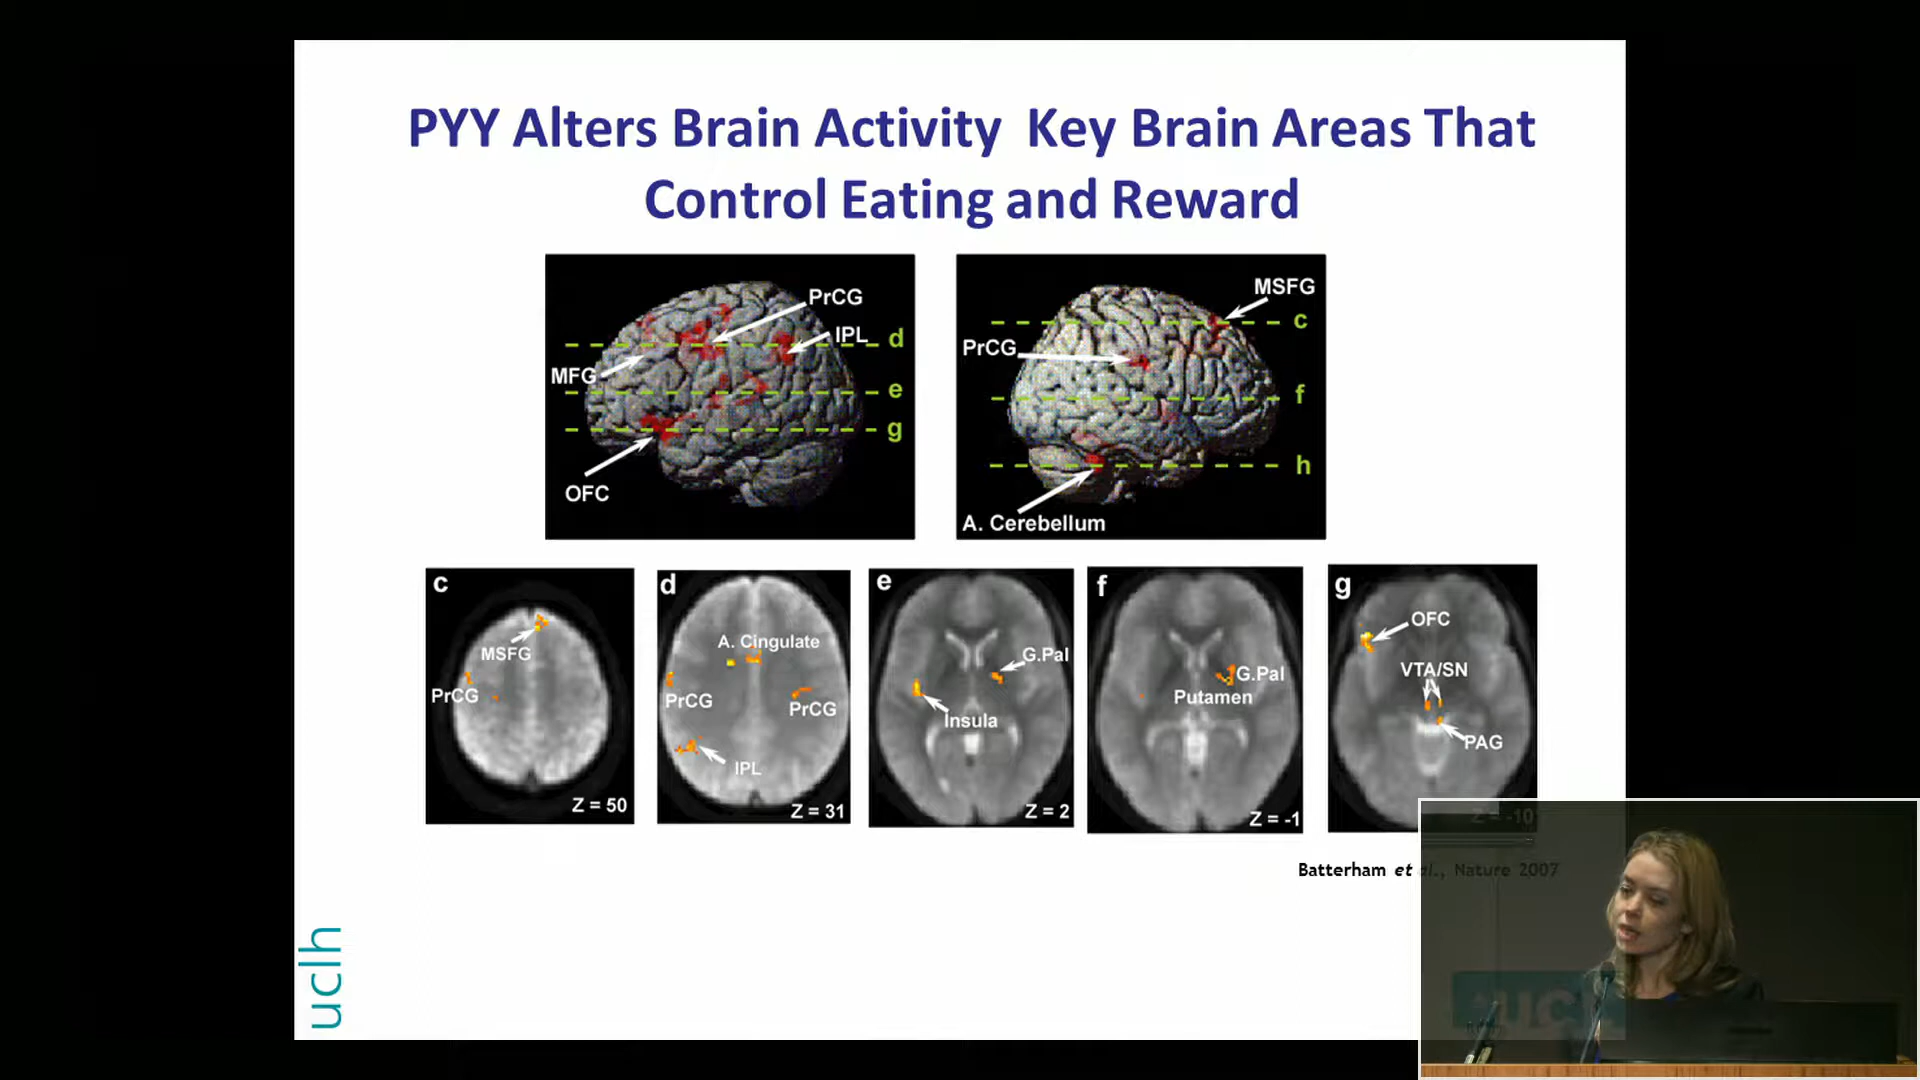 PYY Alters Brain Activity  Key Brain Areas That
Control Eating and Reward
PrCG
IPL
d
MFG
e
g
OFC
MSFG
c
PrCG
f
h
A. Cerebellum
c
MSFG
PrCG
Z = 50
d
A. Cingulate
PrCG
PrCG
IPL
Z = 31
e
G.Pal
Insula
Z = 2
f
G.Pal
Putamen
Z = -1
g
OFC
VTA/SN
PAG
Z = -10
Batterham et al., Nature 2007
uclh
UCL